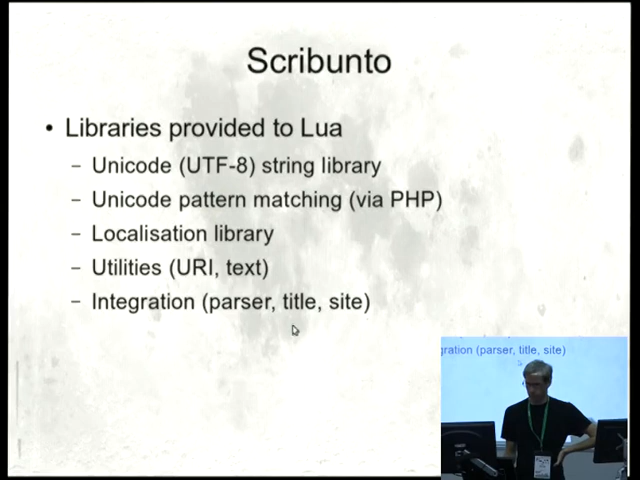 Scribunto
• Libraries provided to Lua
– Unicode (UTF-8) string library
– Unicode pattern matching (via PHP)
– Localisation library
– Utilities (URI, text)
– Integration (parser, title, site)
gration (parser, title, site)